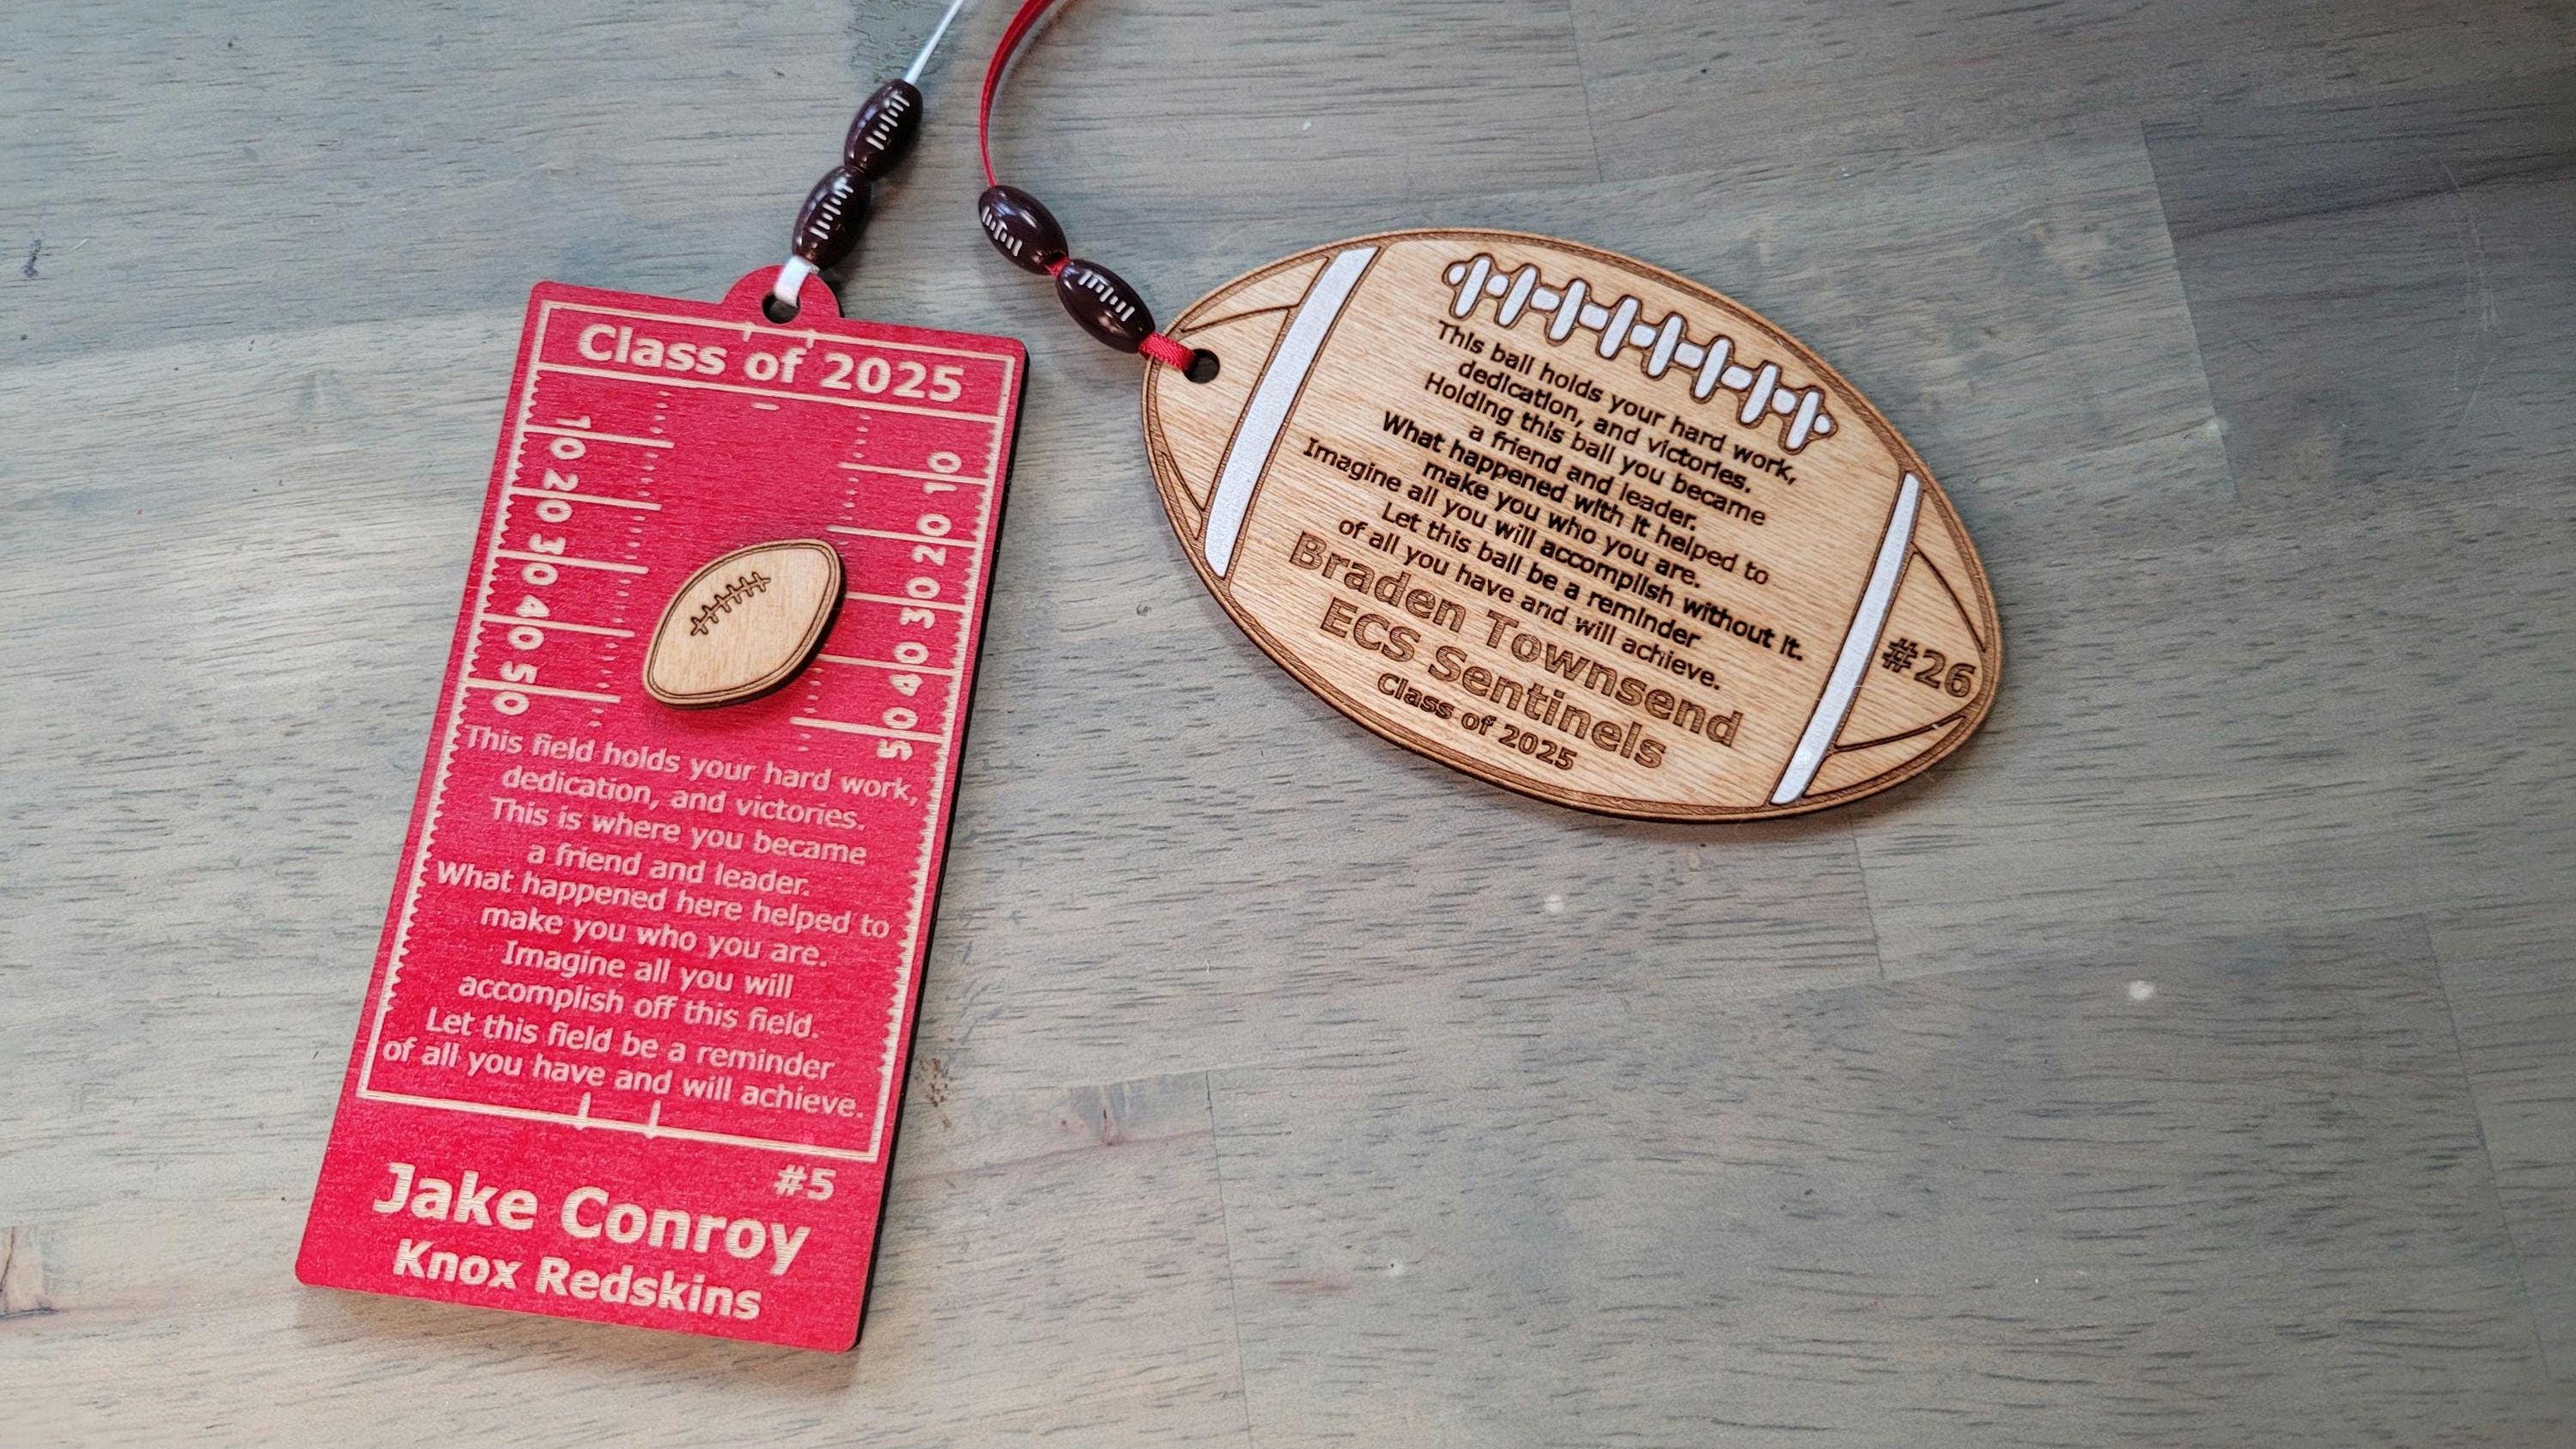 Class of 2025
10
20
30
40
50
10
20
30
40
50
This field holds your hard work,
dedication, and victories.
This is where you became
a friend and leader.
What happened here helped to
make you who you are.
Imagine all you will
accomplish off this field.
Let this field be a reminder
of all you have and will achieve.
#5
Jake Conroy
Knox Redskins
This ball holds your hard work,
dedication, and victories.
Holding this ball you became
a friend and leader.
What happened with it helped to
make you who you are.
Imagine all you will accomplish without it.
Let this ball be a reminder
of all you have and will achieve.
Braden Townsend
ECS Sentinels
Class of 2025
#26